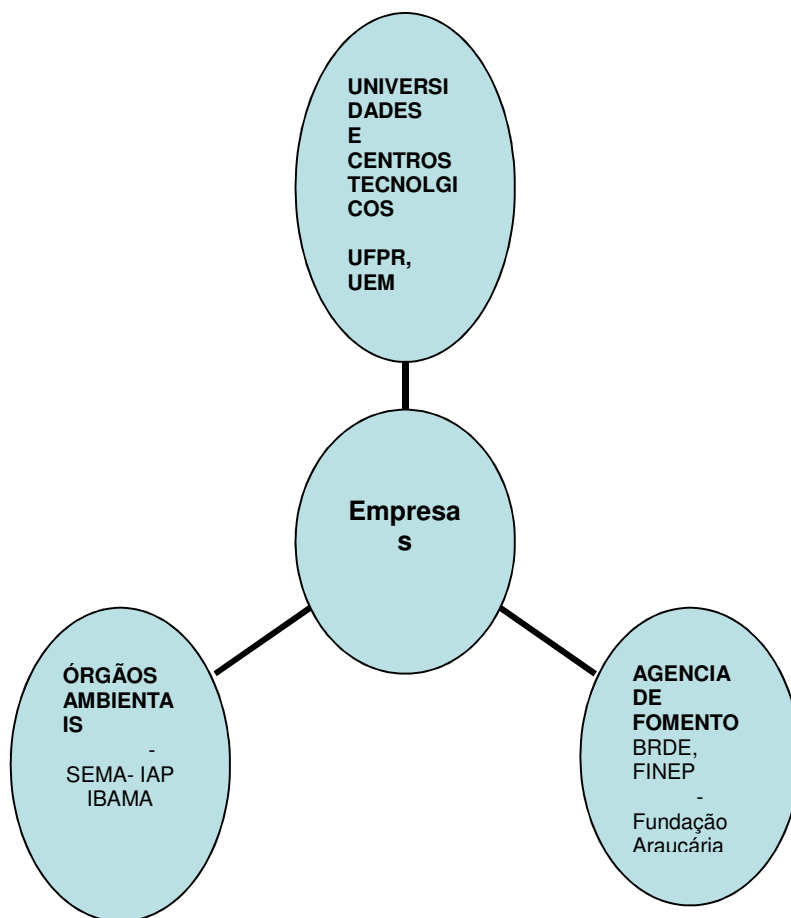 UNIVERSI
DADES
E
CENTROS
TECNOLGI
COS
UFPR,
UEM
Empresa
s
ÓRGÃOS
AMBIENTA
IS
-
SEMA- IAP
IBAMA
AGENCIA
DE
FOMENTO
BRDE,
FINEP
-
Fundação
Araucária